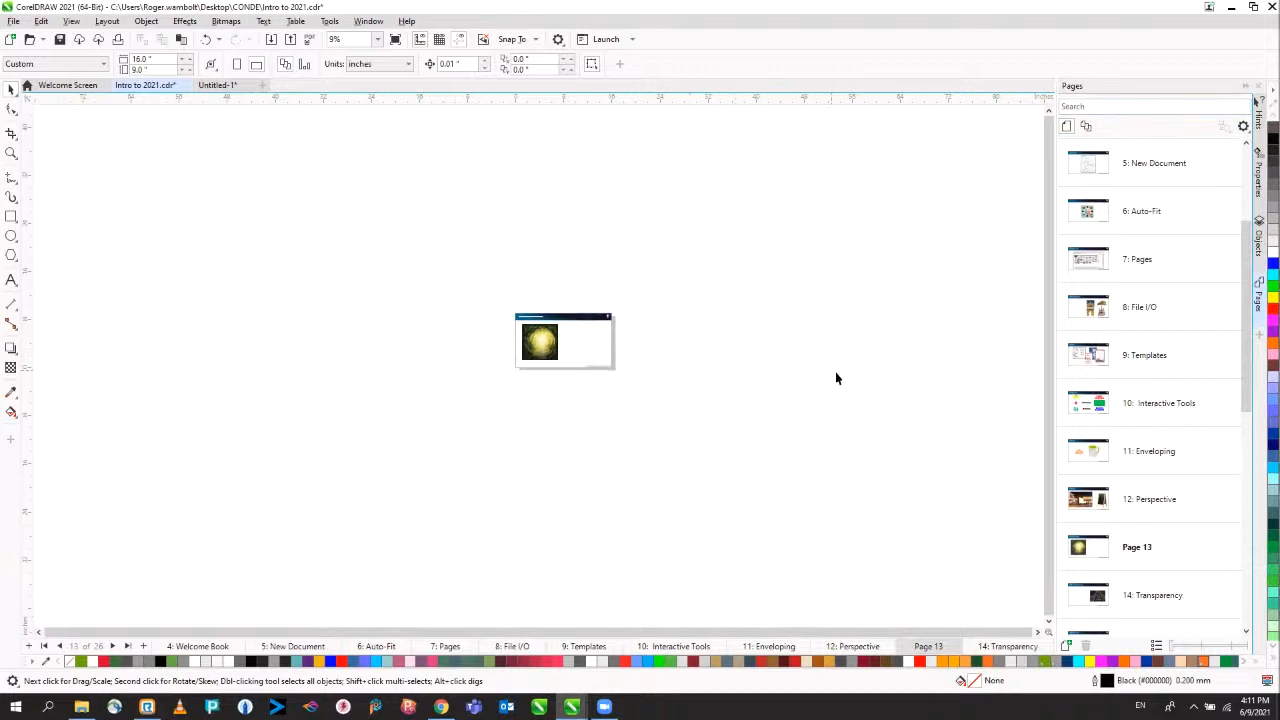 CorelDRAW 2021 (64-Bit) - C:\Users\Roger.wambolt\Desktop\CONDE\Intro to 2021.cdr*
File Edit View Layout Object Effects Bitmaps Text Table Tools Window Help
PDF 9% Snap To Launch
Custom 16.0 " 9.0 " Units: inches 0.01 " 0.0 " 0.0 "
Welcome Screen Intro to 2021.cdr* Untitled-1*
inches
Pages
Search
5: New Document
6: Auto-Fit
7: Pages
8: File I/O
9: Templates
10: Interactive Tools
11: Enveloping
12: Perspective
Page 13
14: Transparency
Hints
Properties
Objects
Pages
13 of 26 4: Welcome Book 5: New Document 6: Auto-Fit 7: Pages 8: File I/O 9: Templates 10: Interactive Tools 11: Enveloping 12: Perspective Page 13 14: Transparency
Next click for Drag/Scale; Second click for Rotate/Skew; Dbl-clicking tool selects all objects; Shift+click multi-selects; Alt+click digs None Black (#000000) 0.200 mm
EN 4:11 PM
6/9/2021